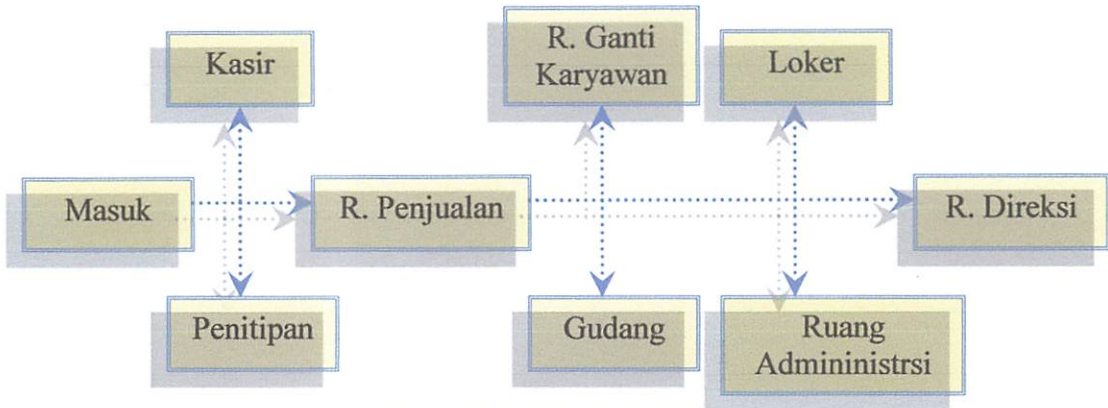 Kasir
R. Ganti
Karyawan
Loker
Masuk
R. Penjualan
R. Direksi
Penitipan
Gudang
Ruang
Admininistrsi